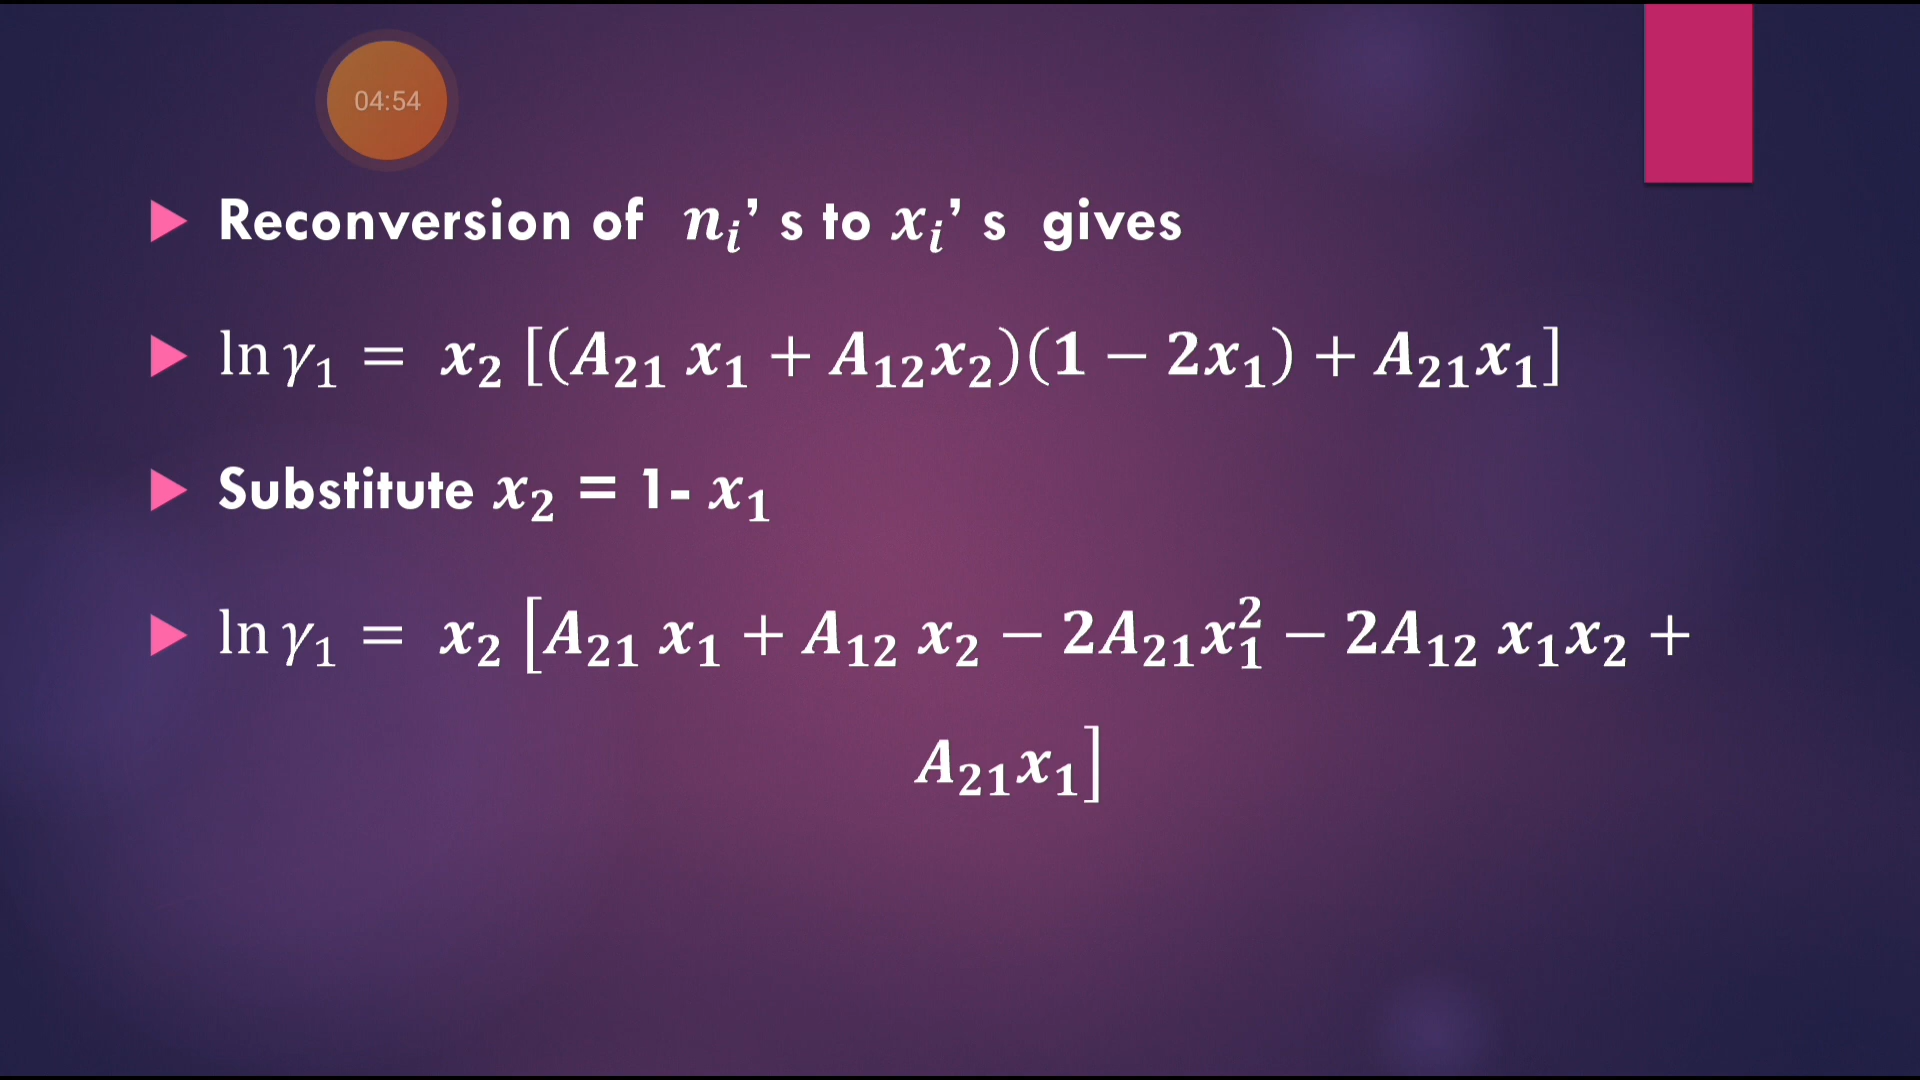 04:54
Reconversion of 𝑛ᵢ’ s to 𝑥ᵢ’ s gives
ln γ₁ = x₂ [(A₂₁ x₁ + A₁₂x₂)(1 − 2x₁) + A₂₁x₁]
Substitute x₂ = 1- x₁
ln γ₁ = x₂ [A₂₁ x₁ + A₁₂ x₂ − 2A₂₁x₁² − 2A₁₂ x₁x₂ +
A₂₁x₁]